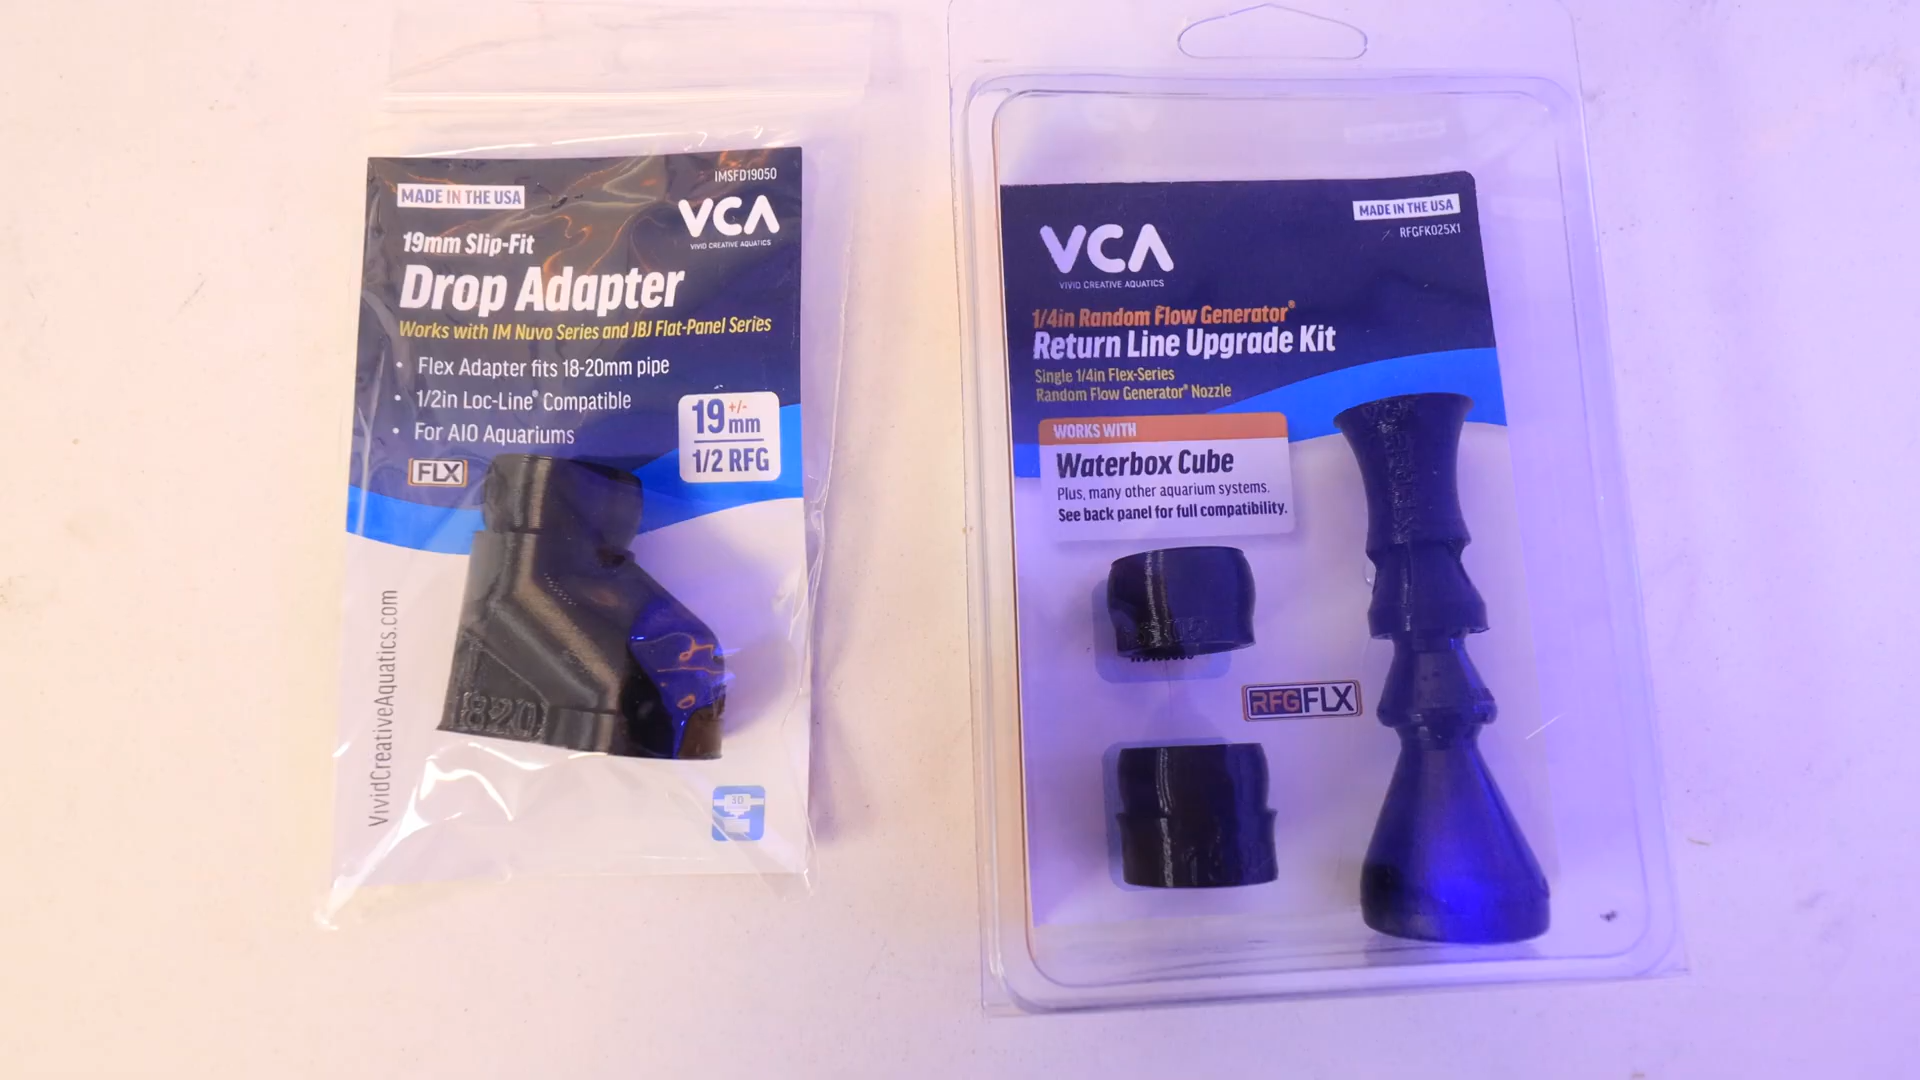 MADE IN THE USA
IMSFD19050
VCA
VIVID CREATIVE AQUATICS
19mm Slip-Fit
Drop Adapter
Works with IM Nuvo Series and JBJ Flat-Panel Series
• Flex Adapter fits 18-20mm pipe
• 1/2in Loc-Line® Compatible
• For AIO Aquariums
19 +/- mm
1/2 RFG
FLX
VividCreativeAquatics.com
1820
3D
MADE IN THE USA
RFGFK025X1
VCA
VIVID CREATIVE AQUATICS
1/4in Random Flow Generator®
Return Line Upgrade Kit
Single 1/4in Flex-Series
Random Flow Generator® Nozzle
WORKS WITH
Waterbox Cube
Plus, many other aquarium systems.
See back panel for full compatibility.
RFGFLX